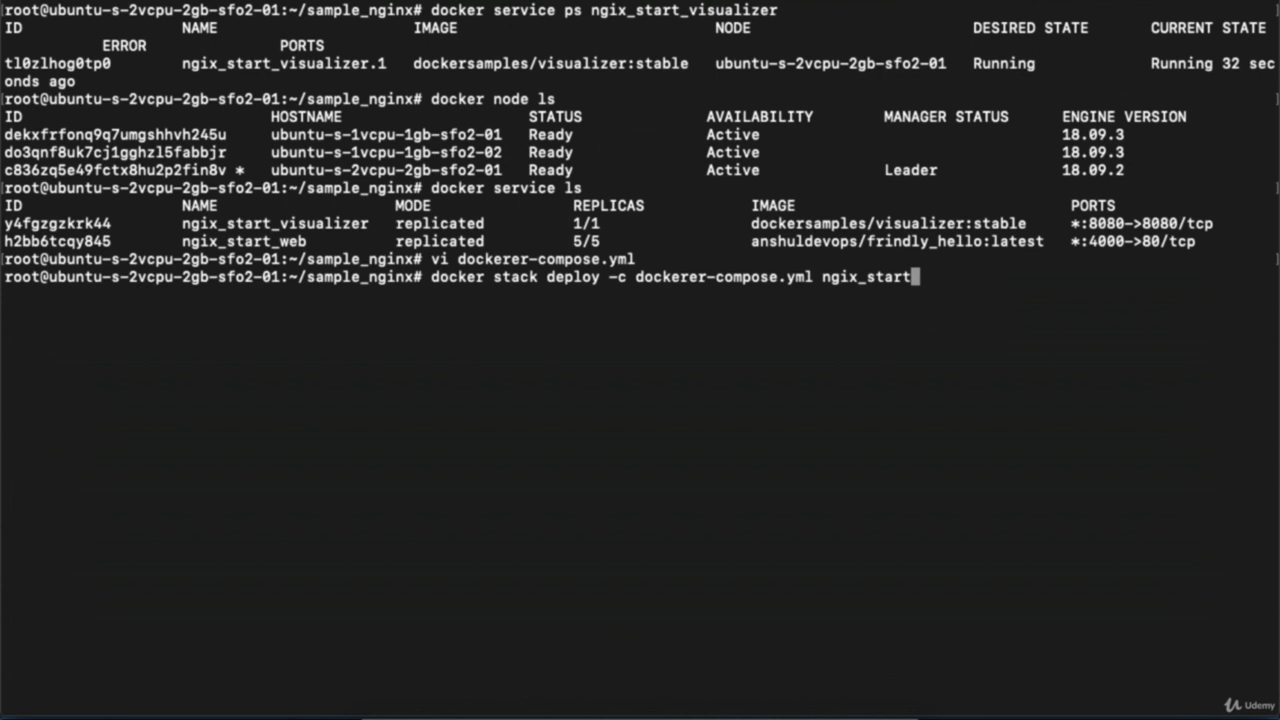 root@ubuntu-s-2vcpu-2gb-sfo2-01:~/sample_nginx# docker service ps ngix_start_visualizer
ID NAME IMAGE NODE DESIRED STATE CURRENT STATE
ERROR PORTS
tl0zlhog0tp0 ngix_start_visualizer.1 dockersamples/visualizer:stable ubuntu-s-2vcpu-2gb-sfo2-01 Running Running 32 sec
onds ago
root@ubuntu-s-2vcpu-2gb-sfo2-01:~/sample_nginx# docker node ls
ID HOSTNAME STATUS AVAILABILITY MANAGER STATUS ENGINE VERSION
dekxfrfonq9q7umgshhvh245u ubuntu-s-1vcpu-1gb-sfo2-01 Ready Active 18.09.3
do3qnf8uk7cj1gghzl5fabbjr ubuntu-s-1vcpu-1gb-sfo2-02 Ready Active 18.09.3
c836zq5e49fctx8hu2p2fin8v * ubuntu-s-2vcpu-2gb-sfo2-01 Ready Active Leader 18.09.2
root@ubuntu-s-2vcpu-2gb-sfo2-01:~/sample_nginx# docker service ls
ID NAME MODE REPLICAS IMAGE PORTS
y4fgzgzkrk44 ngix_start_visualizer replicated 1/1 dockersamples/visualizer:stable *:8080->8080/tcp
h2bb6tcqy845 ngix_start_web replicated 5/5 anshuldevops/frindly_hello:latest *:4000->80/tcp
root@ubuntu-s-2vcpu-2gb-sfo2-01:~/sample_nginx# vi dockerer-compose.yml
root@ubuntu-s-2vcpu-2gb-sfo2-01:~/sample_nginx# docker stack deploy -c dockerer-compose.yml ngix_start
Udemy